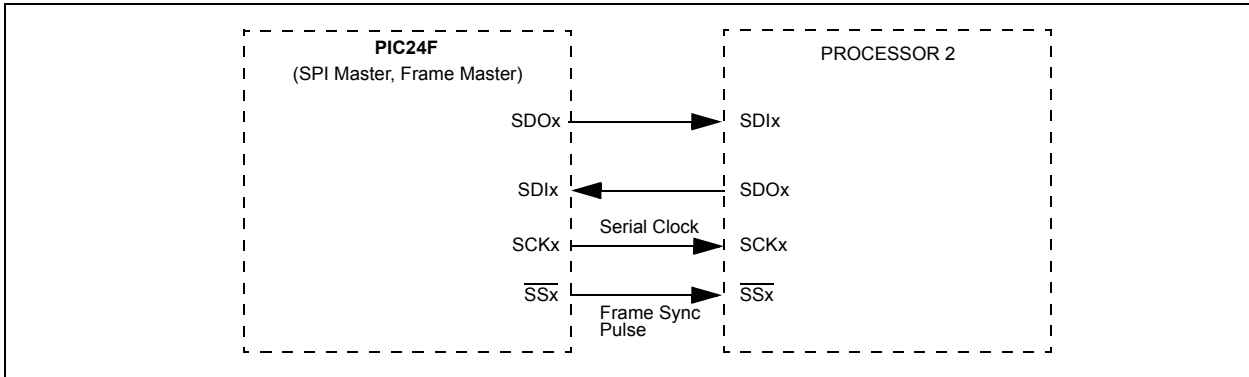 PIC24F
(SPI Master, Frame Master)
PROCESSOR 2
SDOx
SDIx
SDIx
SDOx
Serial Clock
SCKx
SCKx
SSx
SSx
Frame Sync
Pulse